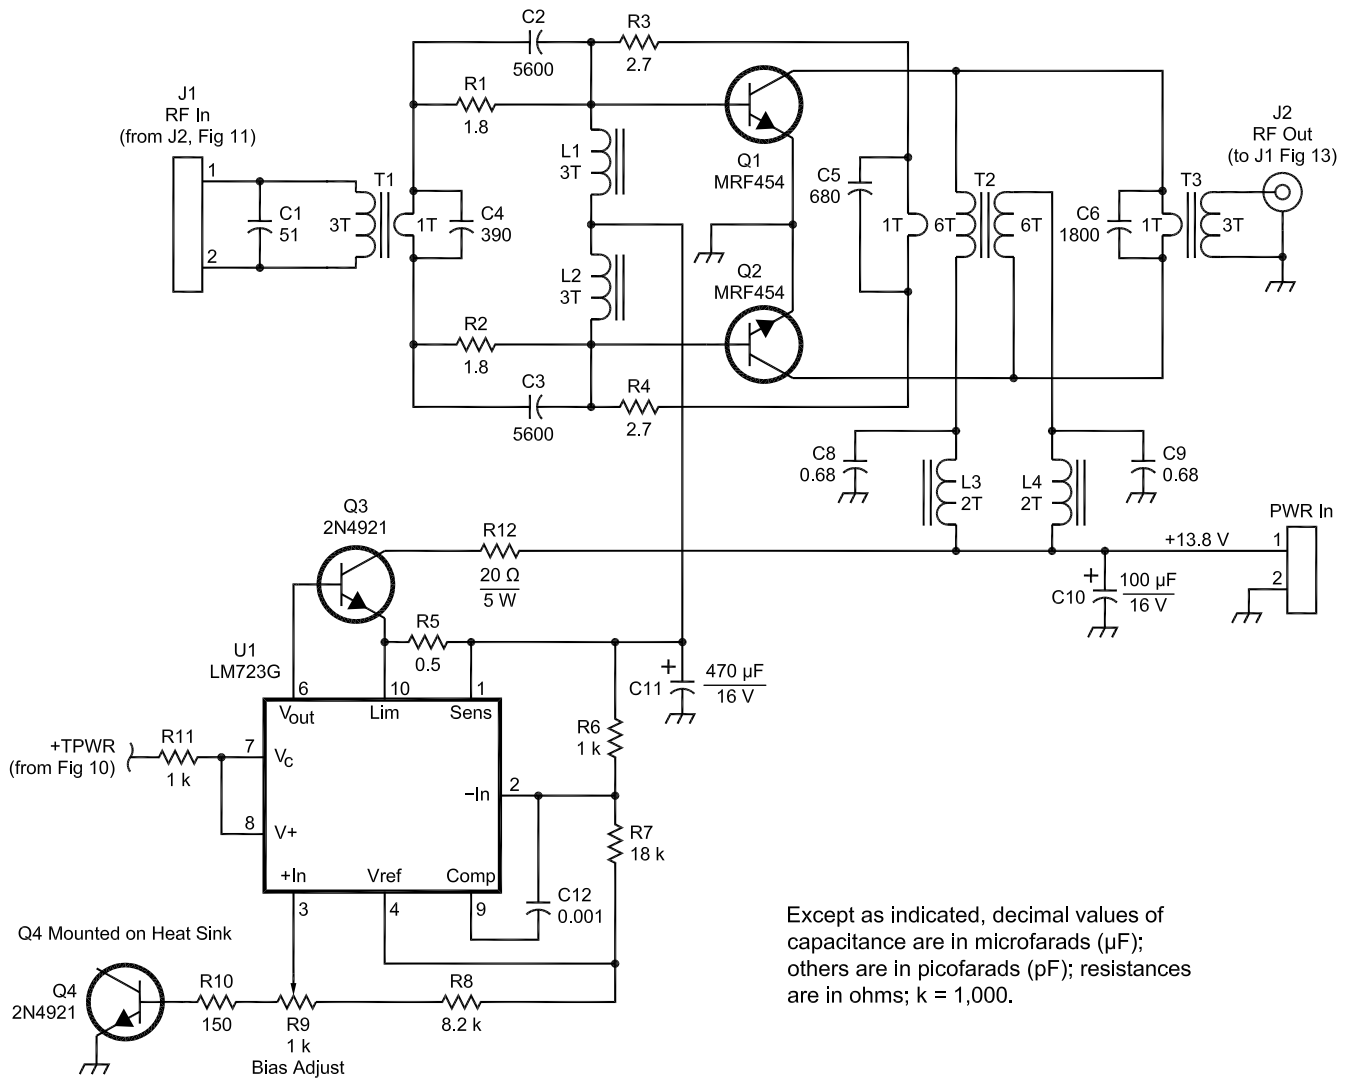 C2
5600
R3
2.7
R1
1.8
J1
RF In
(from J2, Fig 11)
1
2
C1
51
T1
3T
1T
C4
390
L1
3T
L2
3T
Q1
MRF454
Q2
MRF454
C5
680
1T
T2
6T
6T
C6
1800
T3
1T
3T
J2
RF Out
(to J1 Fig 13)
R2
1.8
C3
5600
R4
2.7
C8
0.68
L3
2T
L4
2T
C9
0.68
Q3
2N4921
R12
20 Ω
5 W
PWR In
+13.8 V
1
2
+
C10
100 µF
16 V
R5
0.5
U1
LM723G
6
10
1
Vout
Lim
Sens
+
C11
470 µF
16 V
R6
1 k
+TPWR
(from Fig 10)
R11
1 k
7
VC
8
V+
–In
2
R7
18 k
+In
Vref
Comp
3
4
9
C12
0.001
Q4 Mounted on Heat Sink
Q4
2N4921
R10
150
R9
1 k
Bias Adjust
R8
8.2 k
Except as indicated, decimal values of
capacitance are in microfarads (µF);
others are in picofarads (pF); resistances
are in ohms; k = 1,000.